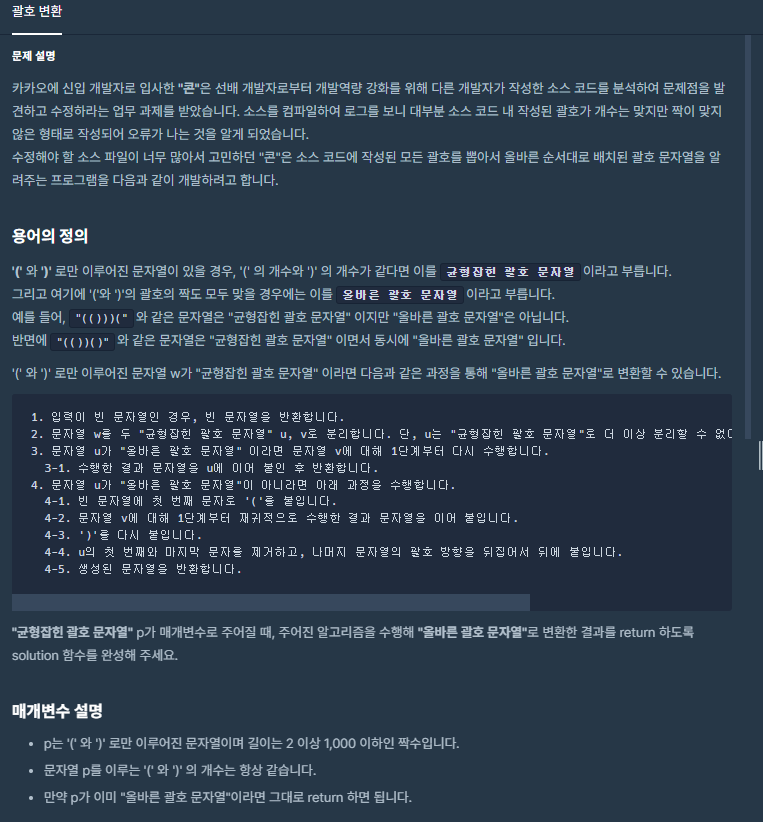 괄호 변환
문제 설명
카카오에 신입 개발자로 입사한 "콘"은 선배 개발자로부터 개발역량 강화를 위해 다른 개발자가 작성한 소스 코드를 분석하여 문제점을 발
견하고 수정하라는 업무 과제를 받았습니다. 소스를 컴파일하여 로그를 보니 대부분 소스 코드 내 작성된 괄호가 개수는 맞지만 짝이 맞지
않은 형태로 작성되어 오류가 나는 것을 알게 되었습니다.
수정해야 할 소스 파일이 너무 많아서 고민하던 "콘"은 소스 코드에 작성된 모든 괄호를 뽑아서 올바른 순서대로 배치된 괄호 문자열을 알
려주는 프로그램을 다음과 같이 개발하려고 합니다.
용어의 정의
'(' 와 ')' 로만 이루어진 문자열이 있을 경우, '(' 의 개수와 ')' 의 개수가 같다면 이를 균형잡힌 괄호 문자열 이라고 부릅니다.
그리고 여기에 '('와 ')'의 괄호의 짝도 모두 맞을 경우에는 이를 올바른 괄호 문자열 이라고 부릅니다.
예를 들어, "(()))(" 와 같은 문자열은 "균형잡힌 괄호 문자열" 이지만 "올바른 괄호 문자열"은 아닙니다.
반면에 "(())()" 와 같은 문자열은 "균형잡힌 괄호 문자열" 이면서 동시에 "올바른 괄호 문자열" 입니다.
'(' 와 ')' 로만 이루어진 문자열 w가 "균형잡힌 괄호 문자열" 이라면 다음과 같은 과정을 통해 "올바른 괄호 문자열"로 변환할 수 있습니다.
1. 입력이 빈 문자열인 경우, 빈 문자열을 반환합니다.
2. 문자열 w를 두 "균형잡힌 괄호 문자열" u, v로 분리합니다. 단, u는 "균형잡힌 괄호 문자열"로 더 이상 분리할 수 없
3. 문자열 u가 "올바른 괄호 문자열" 이라면 문자열 v에 대해 1단계부터 다시 수행합니다.
3-1. 수행한 결과 문자열을 u에 이어 붙인 후 반환합니다.
4. 문자열 u가 "올바른 괄호 문자열"이 아니라면 아래 과정을 수행합니다.
4-1. 빈 문자열에 첫 번째 문자로 '('를 붙입니다.
4-2. 문자열 v에 대해 1단계부터 재귀적으로 수행한 결과 문자열을 이어 붙입니다.
4-3. ')'를 다시 붙입니다.
4-4. u의 첫 번째와 마지막 문자를 제거하고, 나머지 문자열의 괄호 방향을 뒤집어서 뒤에 붙입니다.
4-5. 생성된 문자열을 반환합니다.
"균형잡힌 괄호 문자열" p가 매개변수로 주어질 때, 주어진 알고리즘을 수행해 "올바른 괄호 문자열"로 변환한 결과를 return 하도록
solution 함수를 완성해 주세요.
매개변수 설명
• p는 '(' 와 ')' 로만 이루어진 문자열이며 길이는 2 이상 1,000 이하인 짝수입니다.
• 문자열 p를 이루는 '(' 와 ')' 의 개수는 항상 같습니다.
• 만약 p가 이미 "올바른 괄호 문자열"이라면 그대로 return 하면 됩니다.